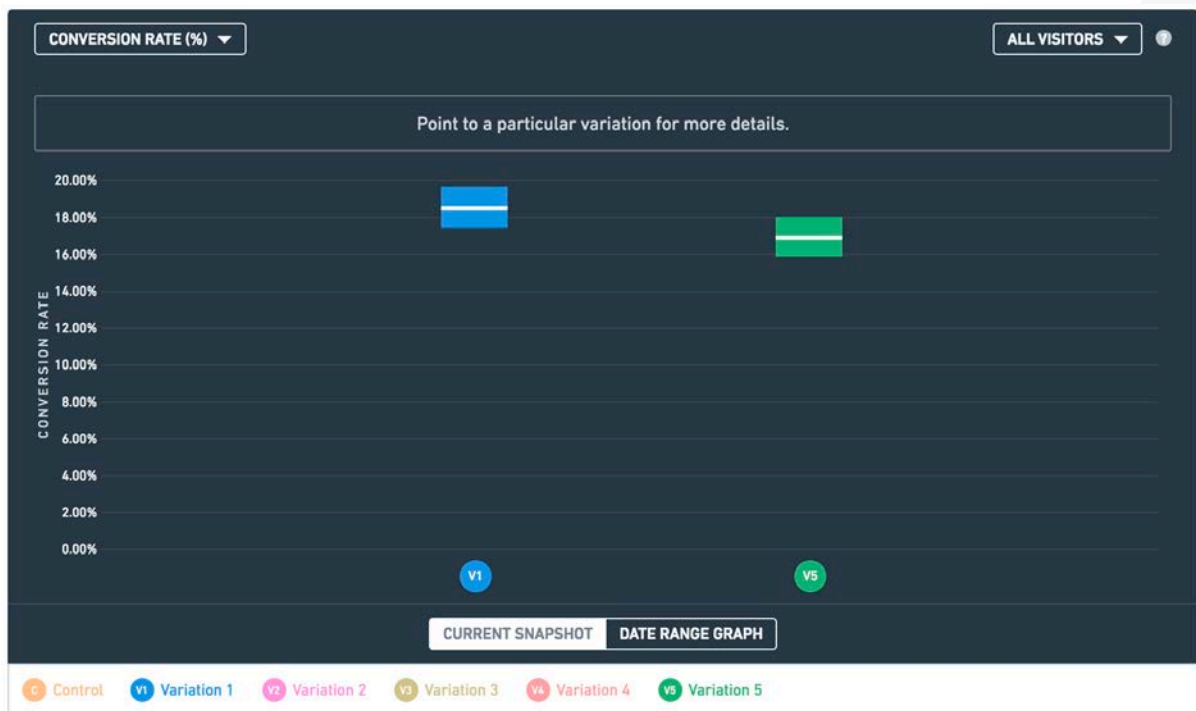 CONVERSION RATE (%)
ALL VISITORS
?
Point to a particular variation for more details.
20.00%
18.00%
16.00%
14.00%
12.00%
10.00%
8.00%
6.00%
4.00%
2.00%
0.00%
CONVERSION RATE
V1
V5
CURRENT SNAPSHOT
DATE RANGE GRAPH
C Control
V1 Variation 1
V2 Variation 2
V3 Variation 3
V4 Variation 4
V5 Variation 5